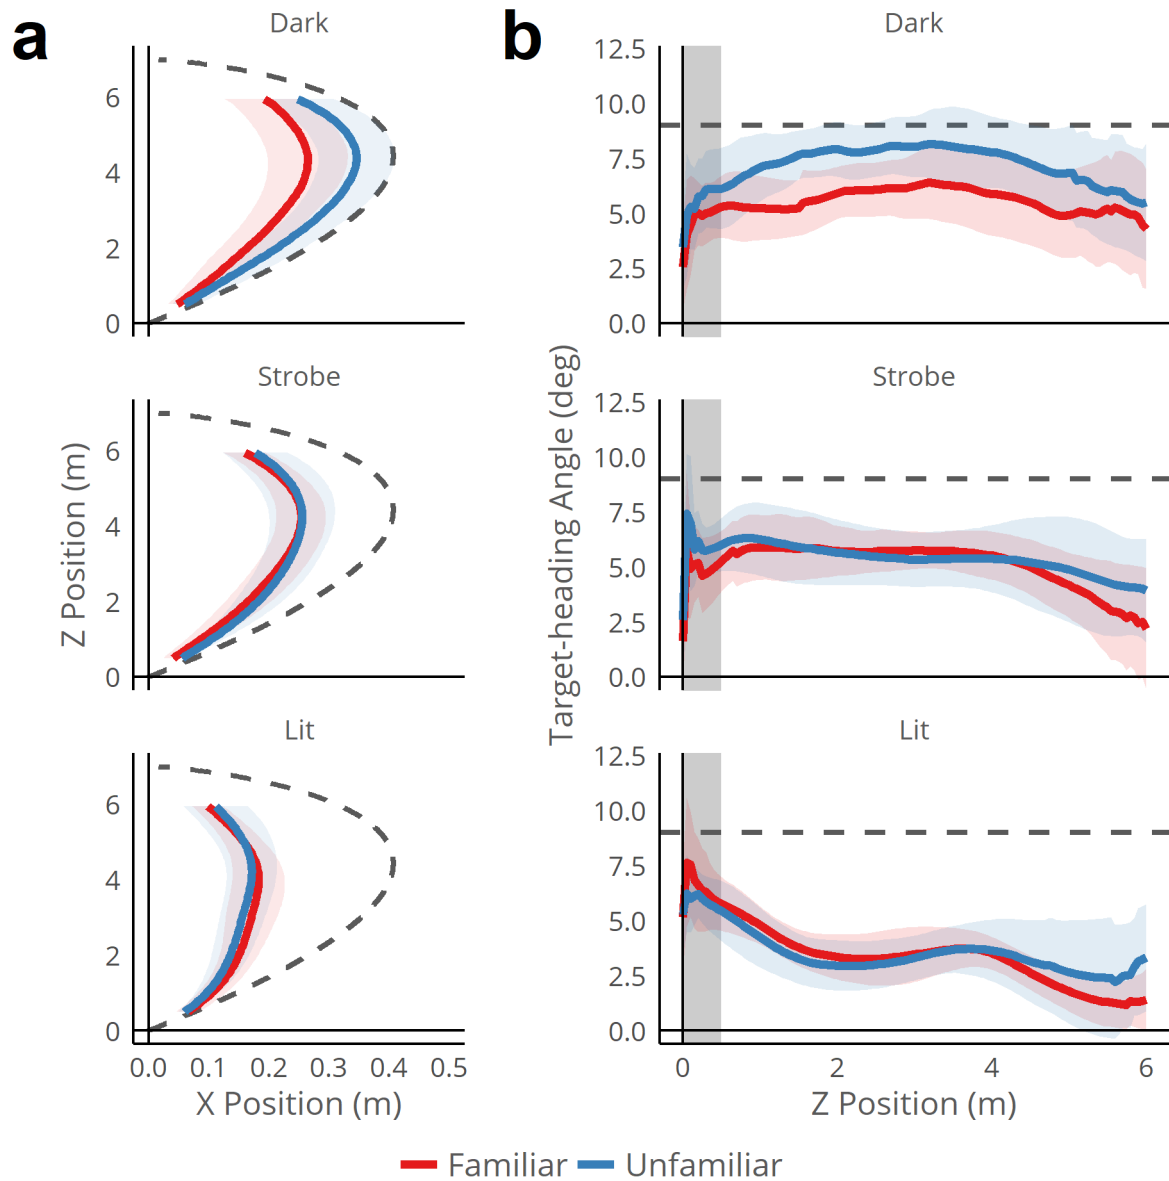 a
b
Dark
Dark
6
4
2
0
12.5
10.0
7.5
5.0
2.5
0.0
Strobe
Strobe
6
4
2
0
12.5
10.0
7.5
5.0
2.5
0.0
Z Position (m)
Target-heading Angle (deg)
Lit
Lit
6
4
2
0
12.5
10.0
7.5
5.0
2.5
0.0
0.0 0.1 0.2 0.3 0.4 0.5
0 2 4 6
X Position (m)
Z Position (m)
Familiar Unfamiliar